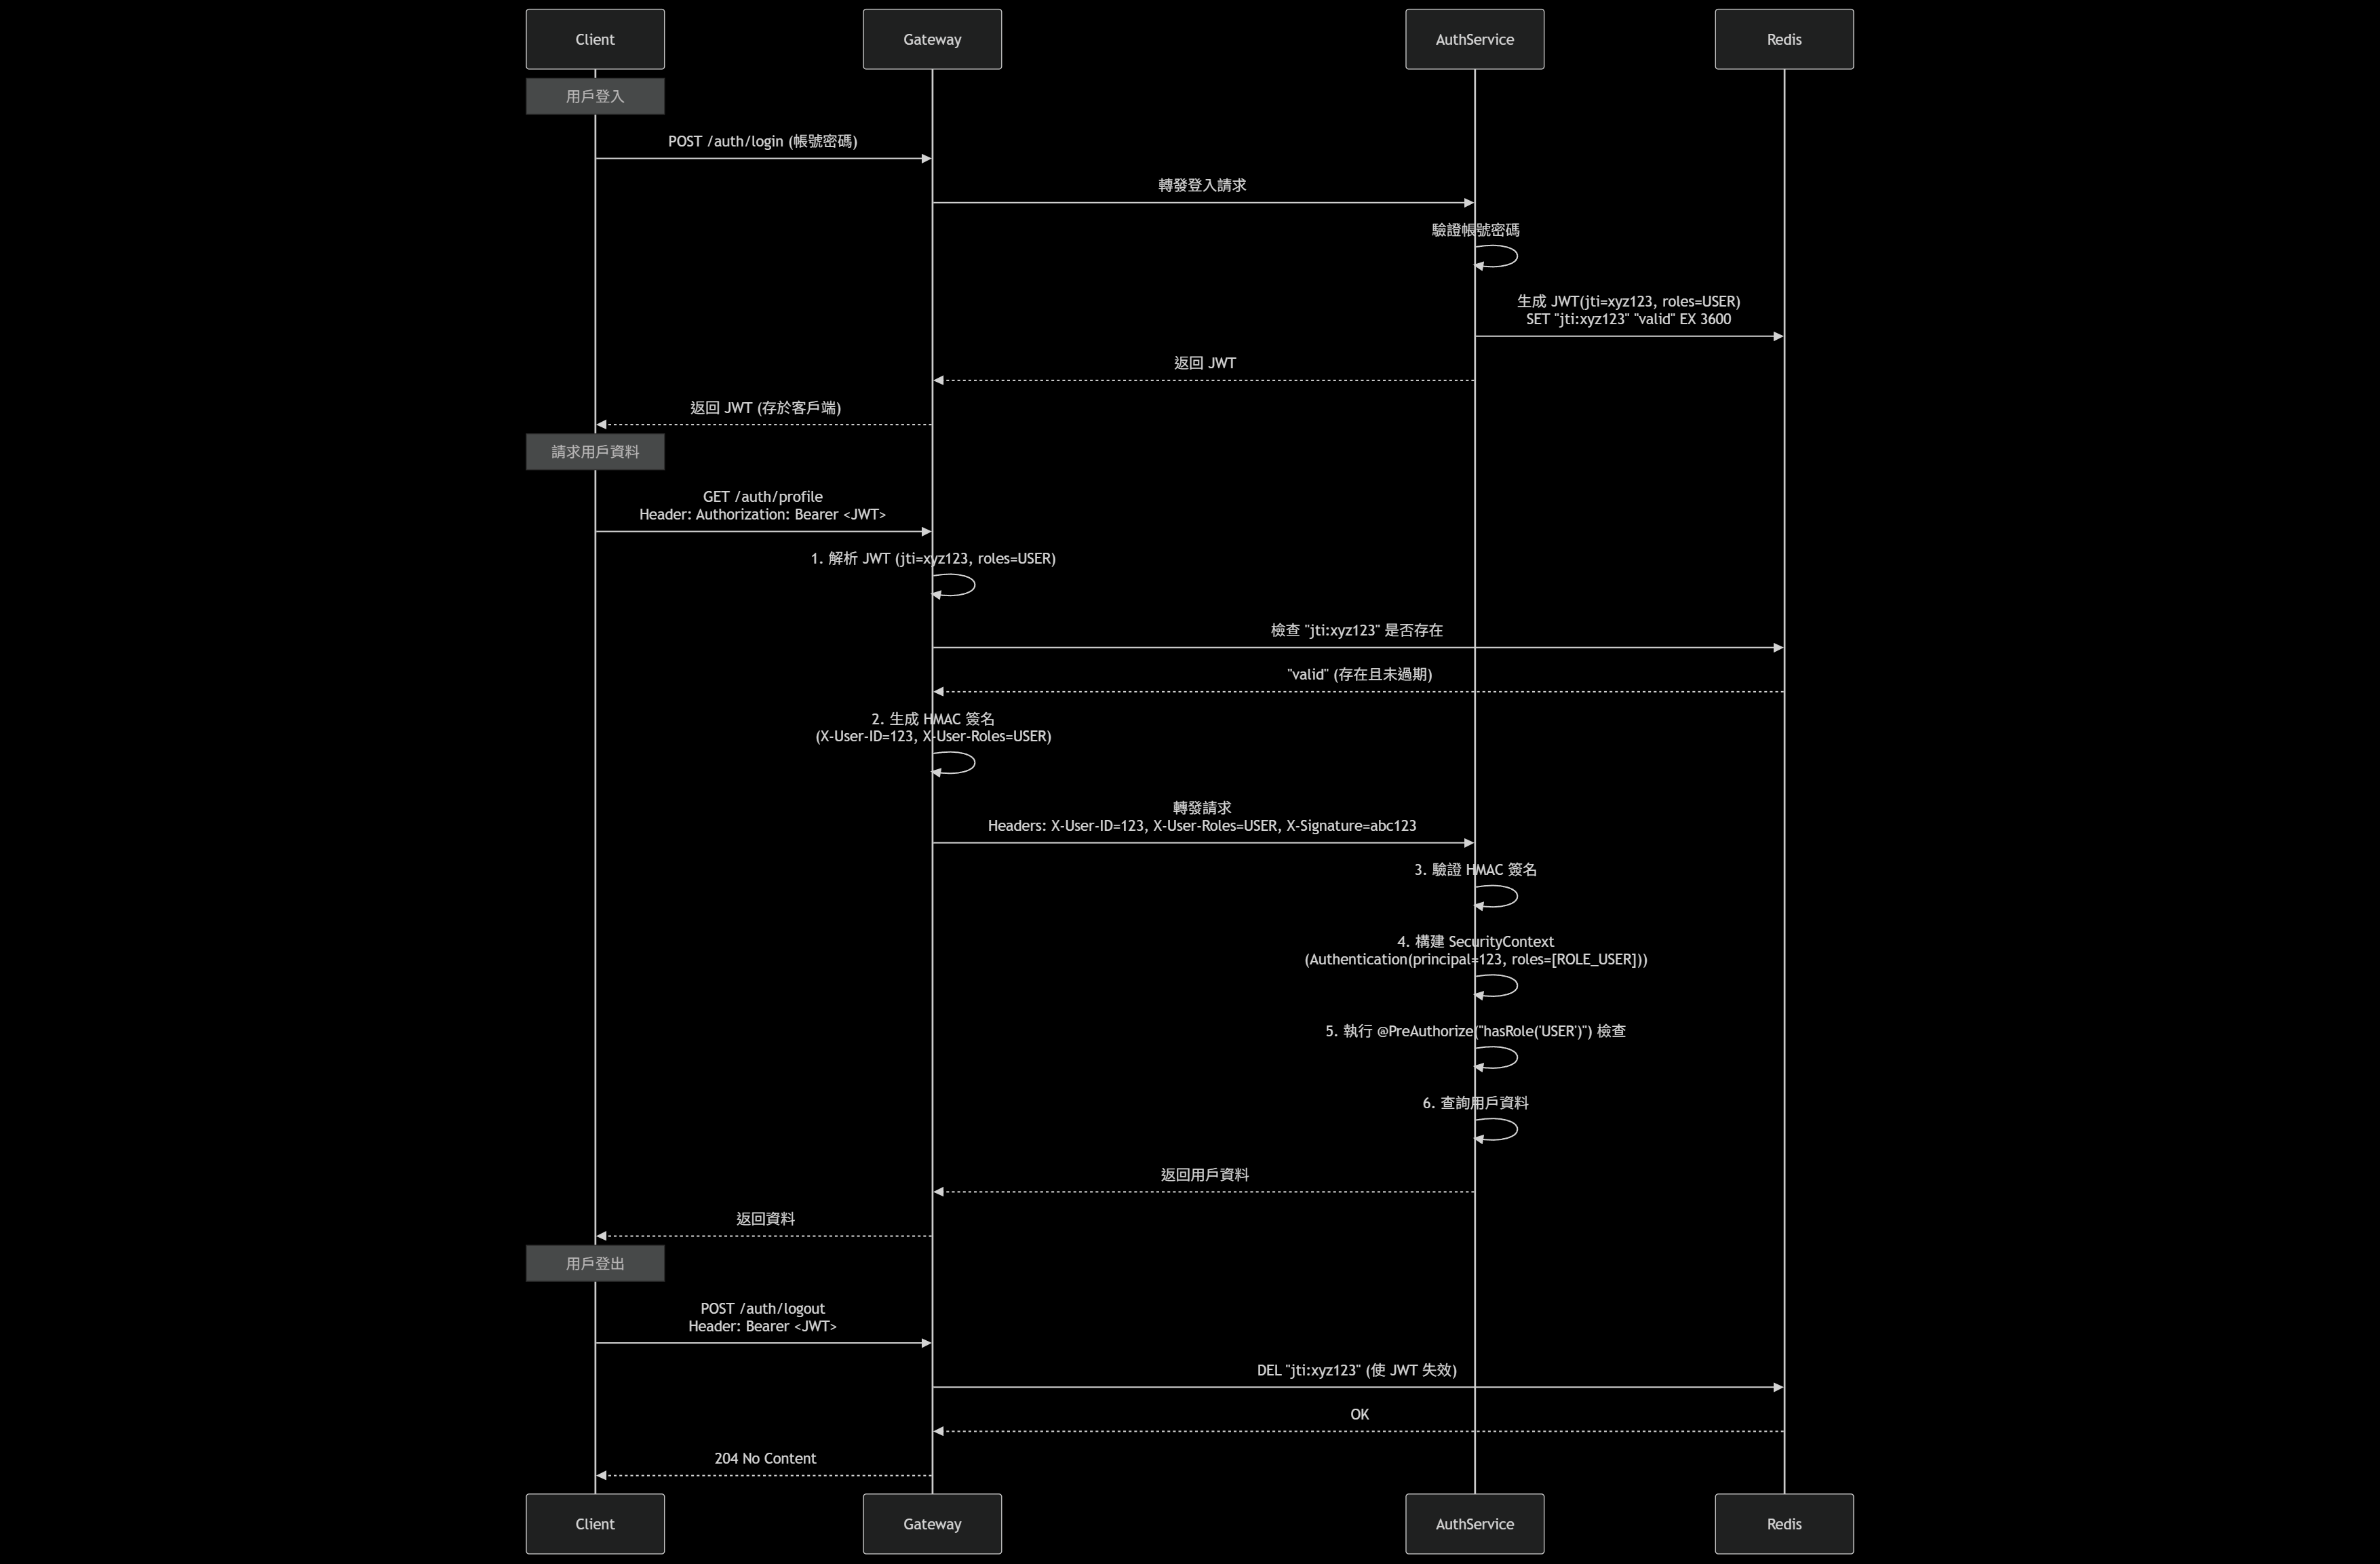 Client
Gateway
AuthService
Redis
用戶登入
POST /auth/login (帳號密碼)
轉發登入請求
驗證帳號密碼
生成 JWT(jti=xyz123, roles=USER)
SET "jti:xyz123" "valid" EX 3600
返回 JWT
返回 JWT (存於客戶端)
請求用戶資料
GET /auth/profile
Header: Authorization: Bearer <JWT>
1. 解析 JWT (jti=xyz123, roles=USER)
檢查 "jti:xyz123" 是否存在
"valid" (存在且未過期)
2. 生成 HMAC 簽名
(X-User-ID=123, X-User-Roles=USER)
轉發請求
Headers: X-User-ID=123, X-User-Roles=USER, X-Signature=abc123
3. 驗證 HMAC 簽名
4. 構建 SecurityContext
(Authentication(principal=123, roles=[ROLE_USER]))
5. 執行 @PreAuthorize("hasRole('USER')") 檢查
6. 查詢用戶資料
返回用戶資料
返回資料
用戶登出
POST /auth/logout
Header: Bearer <JWT>
DEL "jti:xyz123" (使 JWT 失效)
OK
204 No Content
Client
Gateway
AuthService
Redis